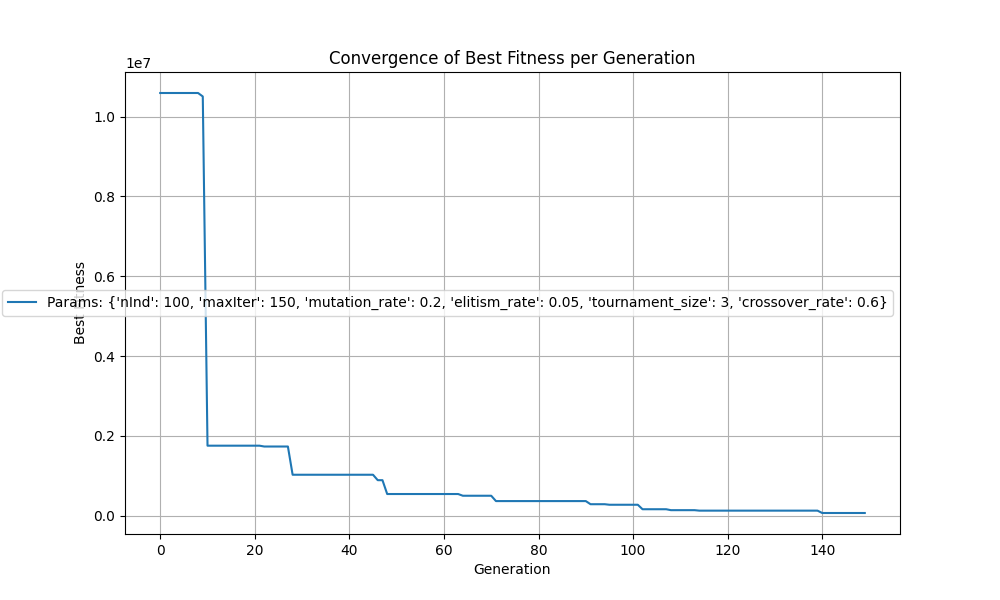 Convergence of Best Fitness per Generation
1e7
1.0
0.8
0.6
Best Fitness
Params: {'nInd': 100, 'maxIter': 150, 'mutation_rate': 0.2, 'elitism_rate': 0.05, 'tournament_size': 3, 'crossover_rate': 0.6}
0.4
0.2
0.0
0 20 40 60 80 100 120 140
Generation